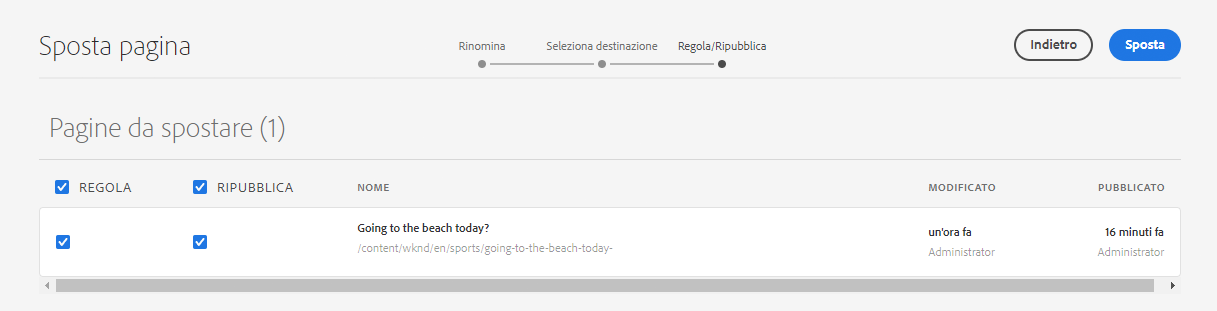 Sposta pagina
Rinomina
Seleziona destinazione
Regola/Ripubblica
Indietro
Sposta
Pagine da spostare (1)
REGOLA RIPUBBLICA NOME MODIFICATO PUBBLICATO
Going to the beach today? un'ora fa 16 minuti fa
/content/wknd/en/sports/going-to-the-beach-today- Administrator Administrator